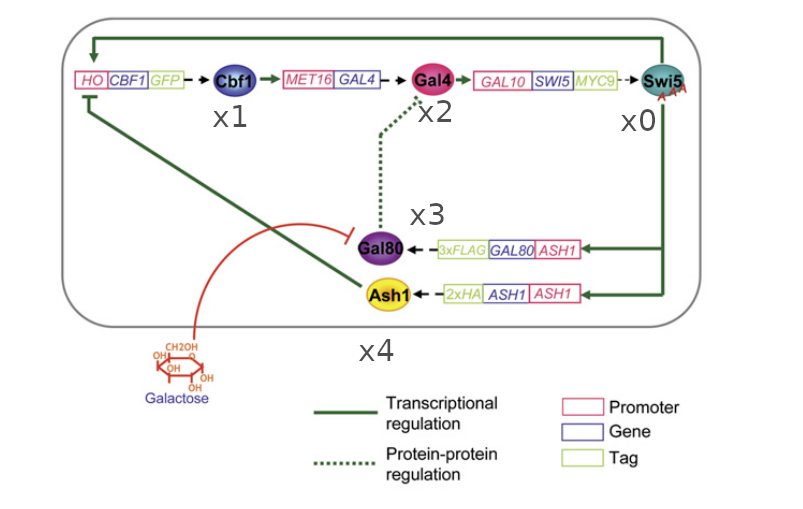 HO CBF1 GFP Cbf1 MET16 GAL4 Gal4 GAL10 SWI5 MYC9 Swi5
AAA
x1 x2 x0
x3
Gal80 3xFLAG GAL80 ASH1
Ash1 2xHA ASH1 ASH1
x4
CH2OH
OH O
OH
OH
OH
Galactose
Transcriptional
regulation
Protein-protein
regulation
Promoter
Gene
Tag